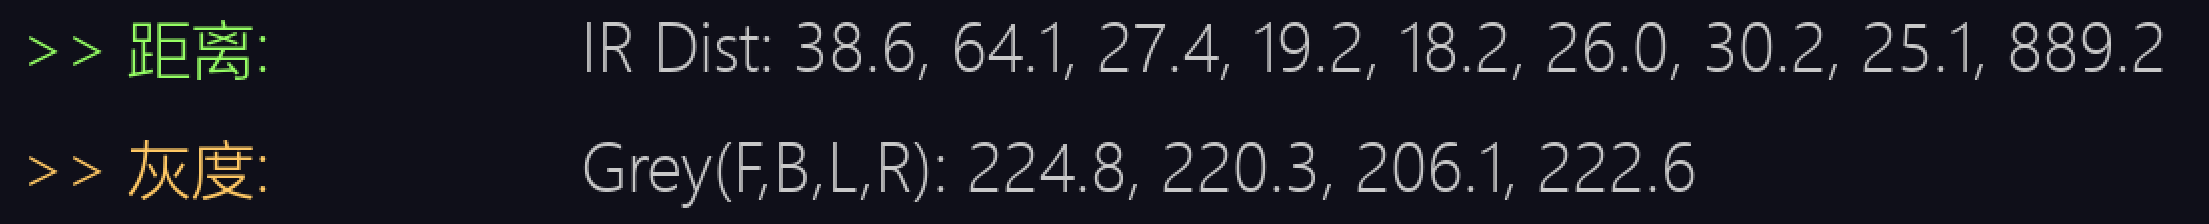 >> 距离: IR Dist: 38.6, 64.1, 27.4, 19.2, 18.2, 26.0, 30.2, 25.1, 889.2
>> 灰度: Grey(F,B,L,R): 224.8, 220.3, 206.1, 222.6